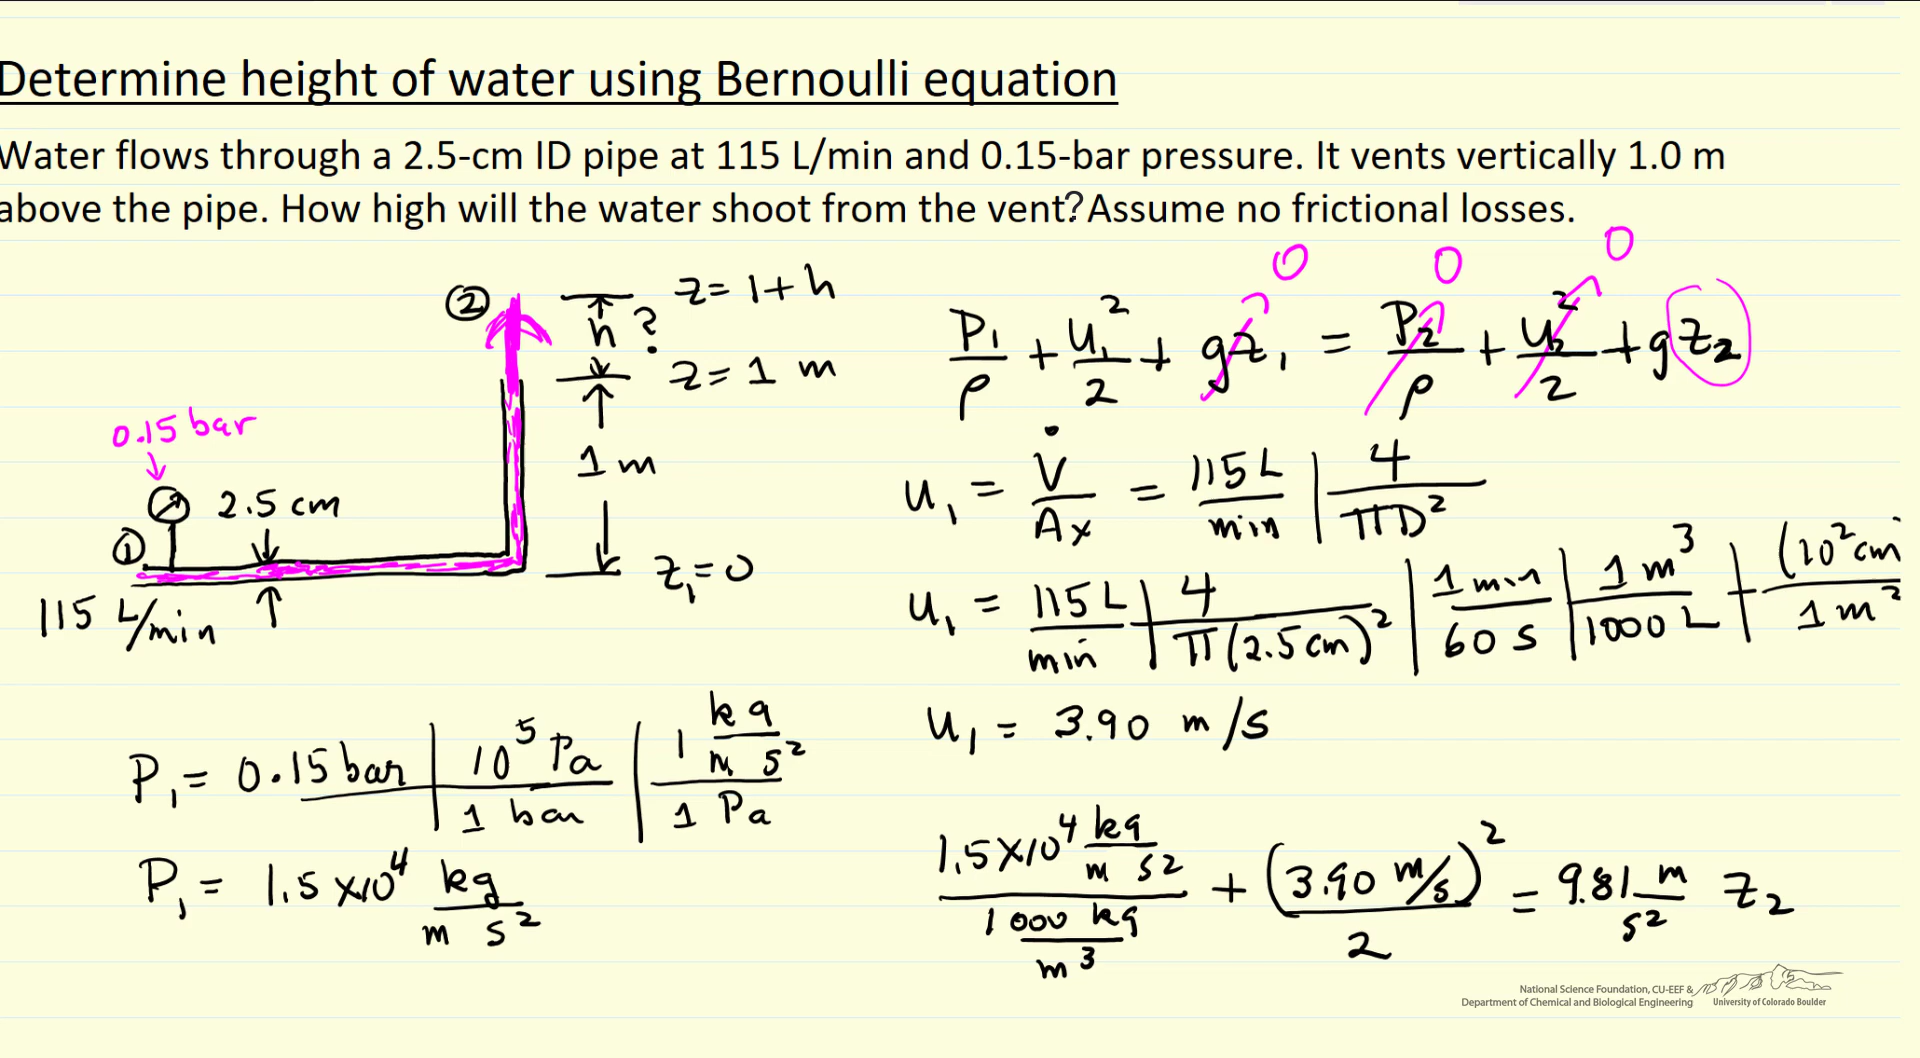 Determine height of water using Bernoulli equation
Water flows through a 2.5-cm ID pipe at 115 L/min and 0.15-bar pressure. It vents vertically 1.0 m
above the pipe. How high will the water shoot from the vent? Assume no frictional losses.
② h? z = 1 + h
z = 1 m
1 m
z₁ = 0
0.15 bar
① 2.5 cm
115 L/min
P₁ = 0.15 bar | 10⁵ Pa / 1 bar | 1 kg/(m s²) / 1 Pa
P₁ = 1.5 x10⁴ kg/(m s²)
0 0 0
P₁/ρ + u₁²/2 + gz₁ = P₂/ρ + u₂²/2 + gz₂
u₁ = V̇/Ax = 115 L/min | 4/πD²
u₁ = 115 L/min | 4/π(2.5 cm)² | 1 min/60 s | 1 m³/1000 L | (10² cm/1 m²
u₁ = 3.90 m/s
1.5 x10⁴ kg/(m s²) / 1000 kg/m³ + (3.90 m/s)²/2 = 9.81 m/s² z₂
National Science Foundation, CU-EEF &
Department of Chemical and Biological Engineering
University of Colorado Boulder